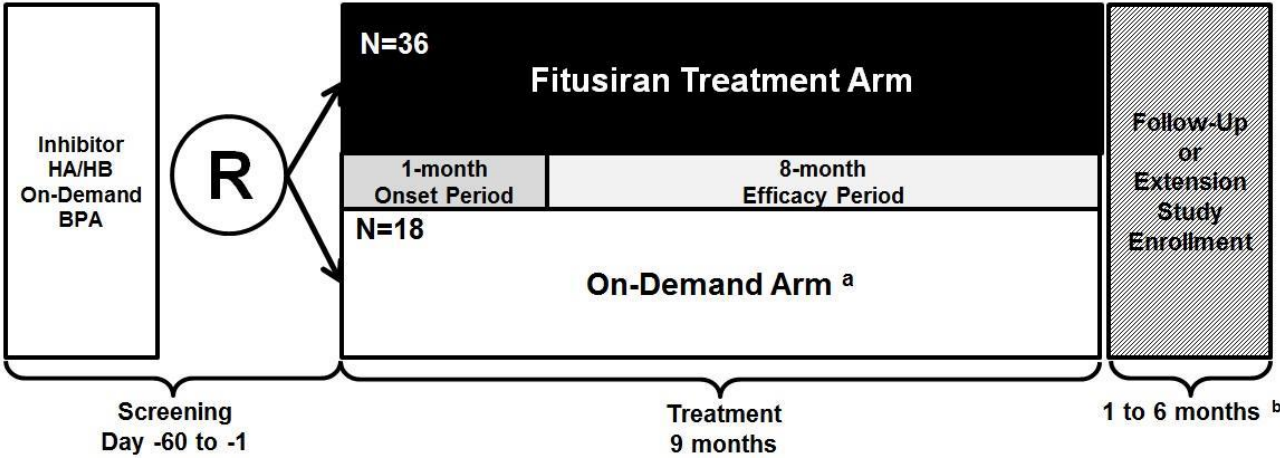 Inhibitor
HA/HB
On-Demand
BPA
R
N=36
Fitusiran Treatment Arm
1-month
Onset Period
8-month
Efficacy Period
N=18
On-Demand Arm a
Follow-Up
or
Extension
Study
Enrollment
Screening
Day -60 to -1
Treatment
9 months
1 to 6 months b